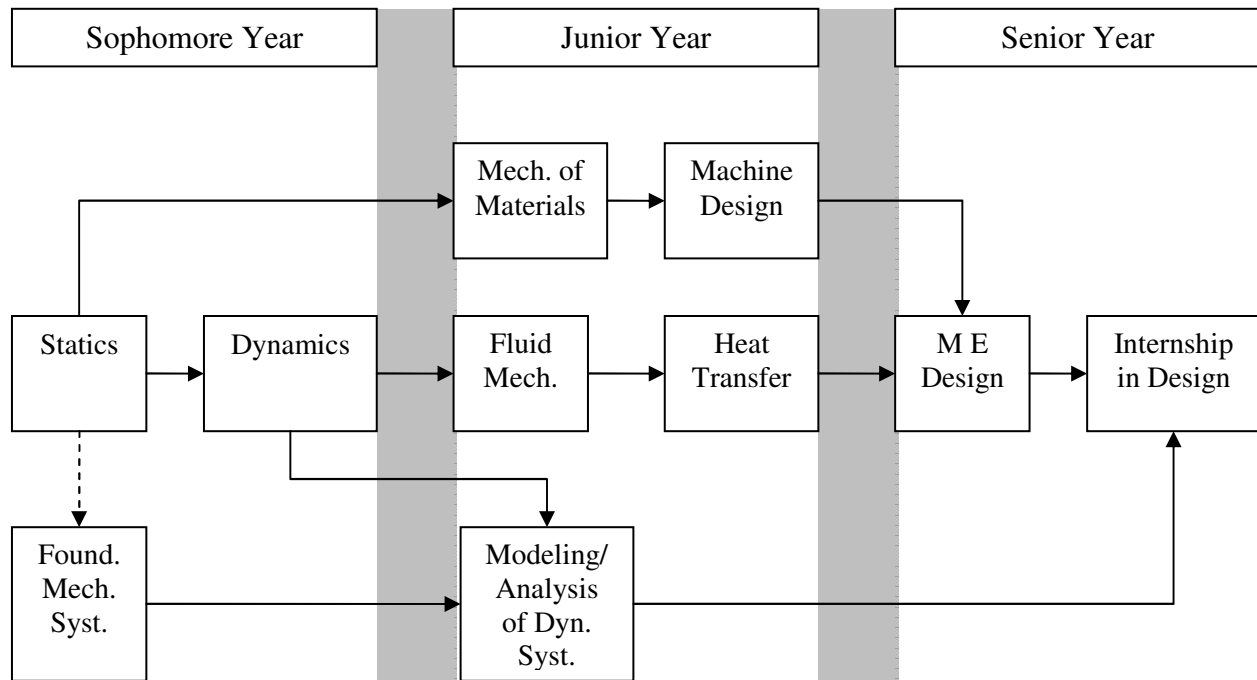 Sophomore Year
Junior Year
Senior Year
Mech. of
Materials
Machine
Design
Statics
Dynamics
Fluid
Mech.
Heat
Transfer
M E
Design
Internship
in Design
Found.
Mech.
Syst.
Modeling/
Analysis
of Dyn.
Syst.